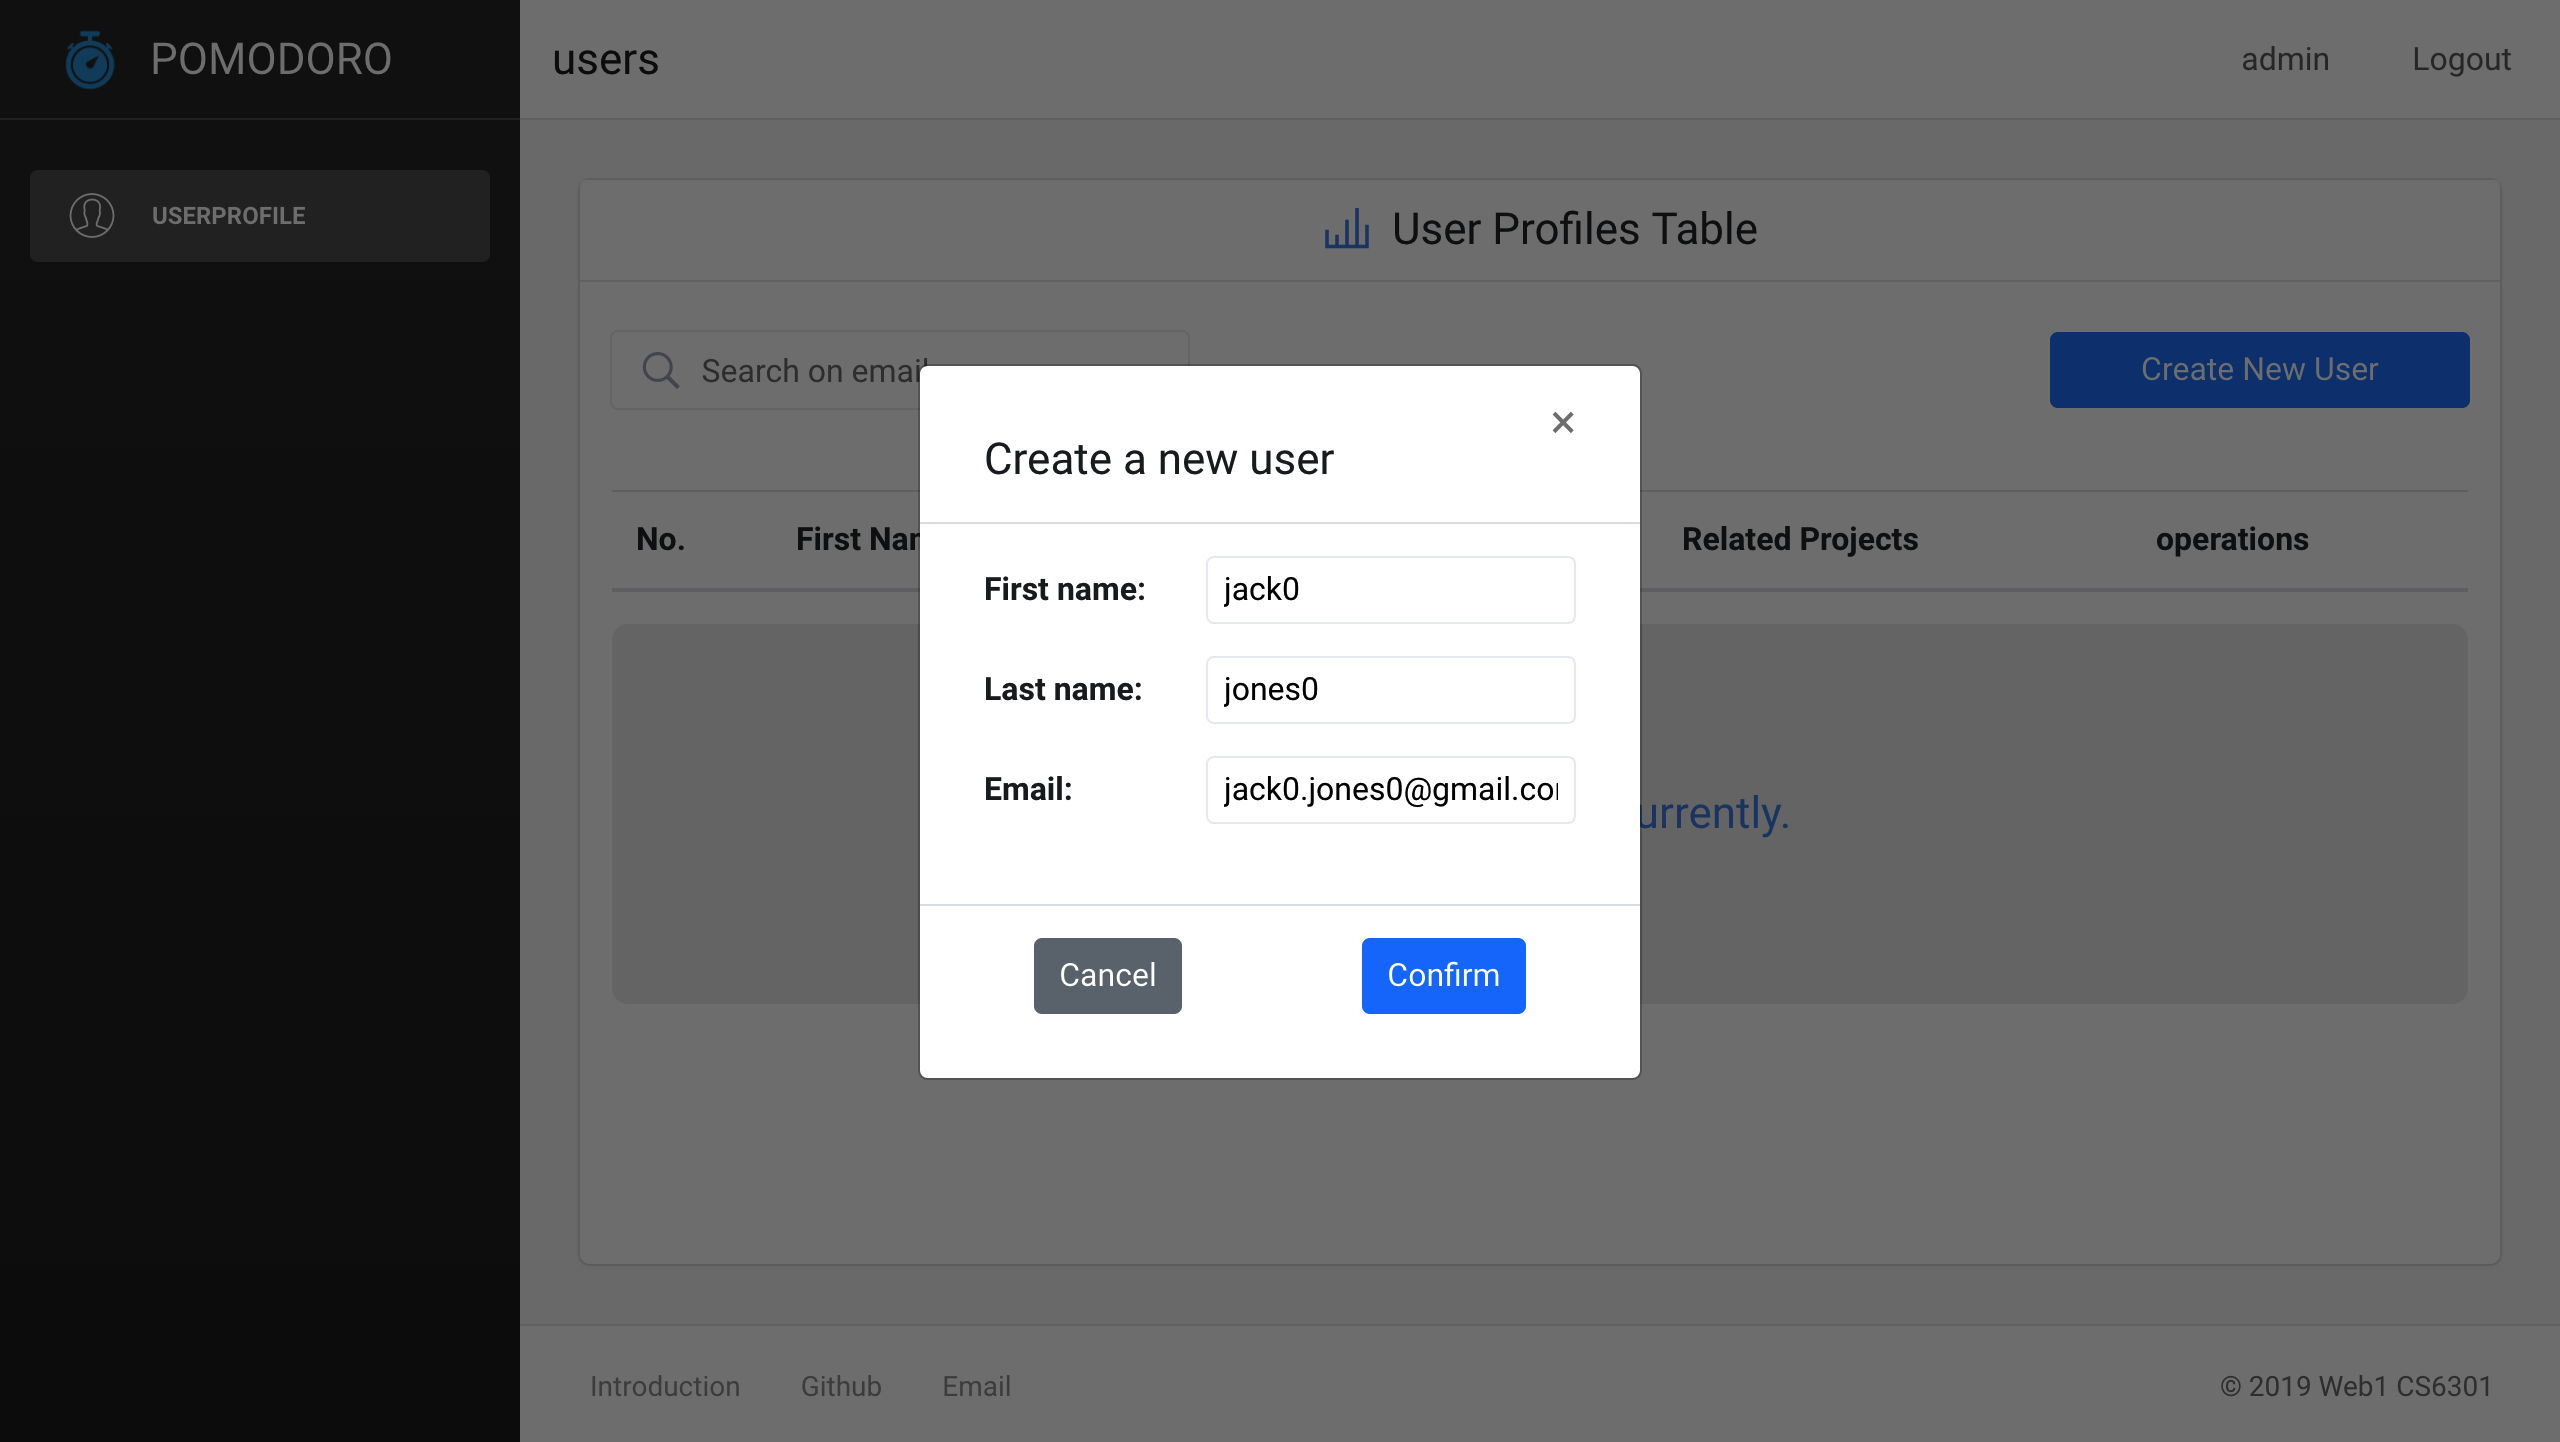 POMODORO
users
admin
Logout
USERPROFILE
User Profiles Table
Search on email
Create New User
Create a new user
×
No.
First Nam
Related Projects
operations
First name:
jack0
Last name:
jones0
Email:
jack0.jones0@gmail.co
urrently.
Cancel
Confirm
Introduction
Github
Email
© 2019 Web1 CS6301